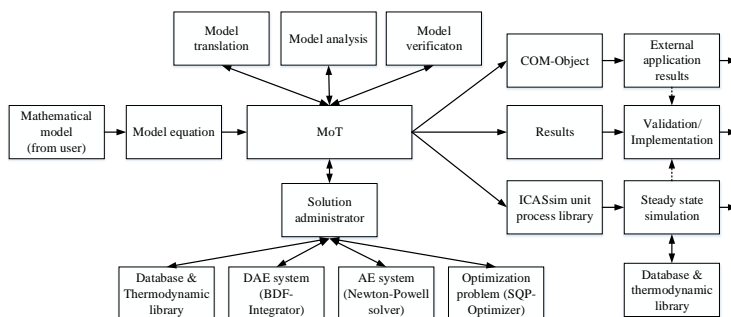 Model
translation
Model analysis
Model
verificaton
COM-Object
External
application
results
Mathematical
model
(from user)
Model equation
MoT
Results
Validation/
Implementation
Solution
administrator
ICASsim unit
process library
Steady state
simulation
Database &
Thermodynamic
library
DAE system
(BDF-
Integrator)
AE system
(Newton-Powell
solver)
Optimization
problem (SQP-
Optimizer)
Database &
thermodynamic
library